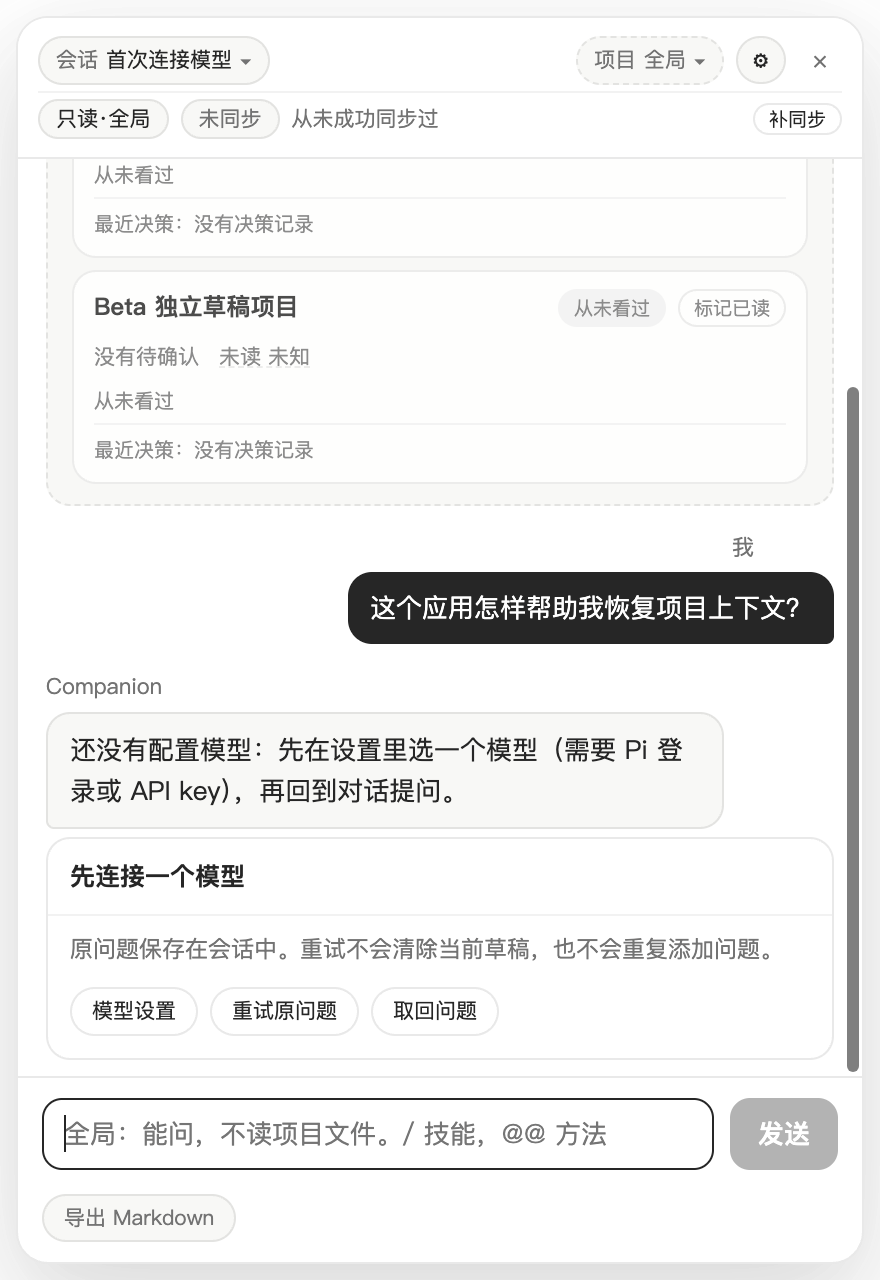 会话 首次连接模型
项目 全局
只读·全局
未同步
从未成功同步过
补同步
从未看过
最近决策：没有决策记录
Beta 独立草稿项目
从未看过
标记已读
没有待确认 未读 未知
从未看过
最近决策：没有决策记录
我
这个应用怎样帮助我恢复项目上下文？
Companion
还没有配置模型：先在设置里选一个模型（需要 Pi 登
录或 API key），再回到对话提问。
先连接一个模型
原问题保存在会话中。重试不会清除当前草稿，也不会重复添加问题。
模型设置
重试原问题
取回问题
全局：能问，不读项目文件。/ 技能，@@ 方法
发送
导出 Markdown